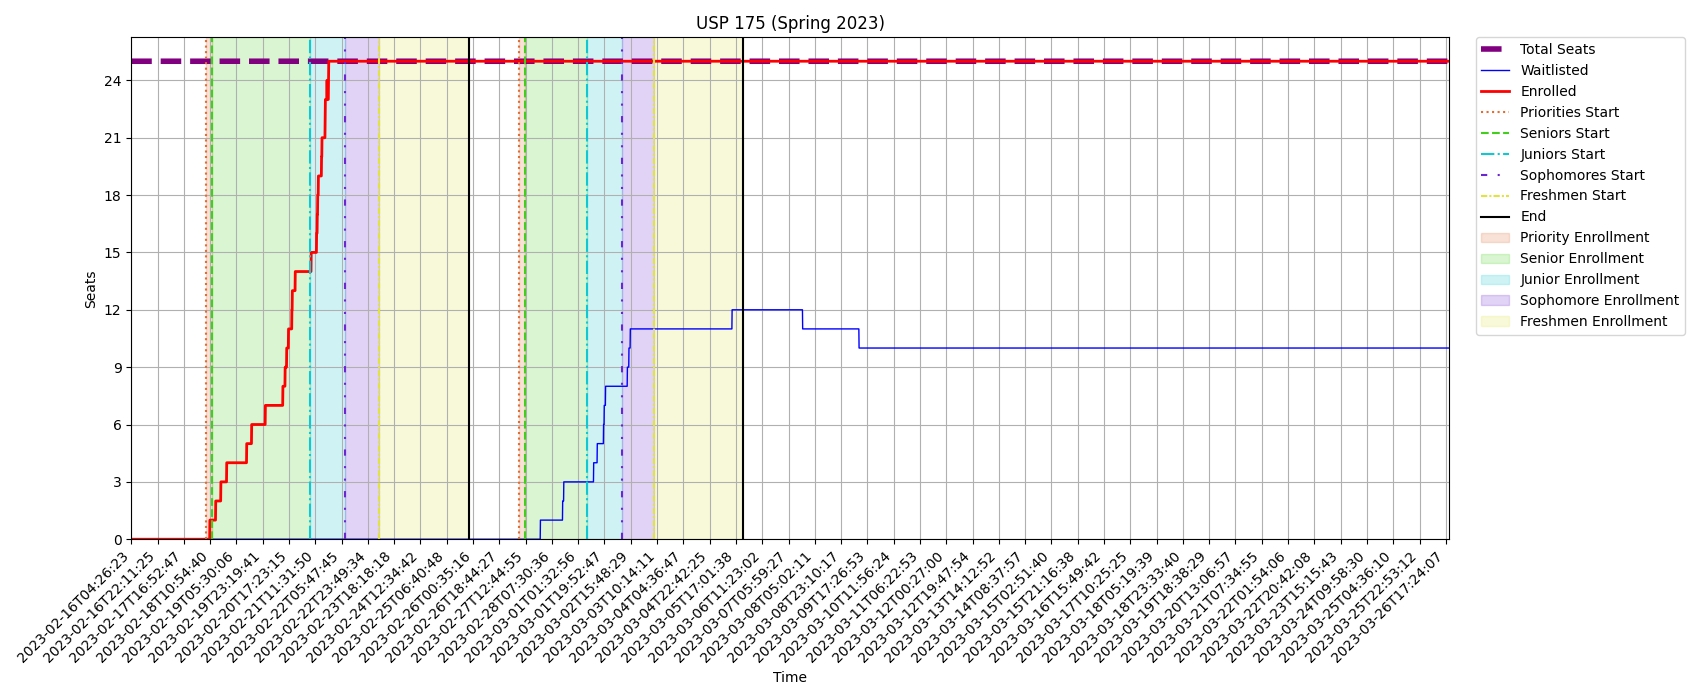 USP 175 (Spring 2023)
Total Seats
Waitlisted
Enrolled
Priorities Start
Seniors Start
Juniors Start
Sophomores Start
Freshmen Start
End
Priority Enrollment
Senior Enrollment
Junior Enrollment
Sophomore Enrollment
Freshmen Enrollment
Seats
24
21
18
15
12
9
6
3
0
2023-02-16T04:26:23
2023-02-16T22:11:25
2023-02-17T16:52:47
2023-02-18T10:54:40
2023-02-19T05:30:06
2023-02-19T23:19:41
2023-02-20T17:23:15
2023-02-21T11:31:50
2023-02-22T05:47:45
2023-02-22T23:49:34
2023-02-23T18:18:18
2023-02-24T12:34:42
2023-02-25T06:40:48
2023-02-26T00:35:16
2023-02-26T18:44:27
2023-02-27T12:44:55
2023-02-28T07:30:36
2023-03-01T01:32:56
2023-03-01T19:52:47
2023-03-02T15:48:29
2023-03-03T10:14:11
2023-03-04T04:36:47
2023-03-04T22:42:25
2023-03-05T17:01:38
2023-03-06T11:23:02
2023-03-07T05:59:27
2023-03-08T05:02:11
2023-03-08T23:10:17
2023-03-09T17:26:53
2023-03-10T11:56:24
2023-03-11T06:22:53
2023-03-12T00:27:00
2023-03-12T19:47:54
2023-03-13T14:12:52
2023-03-14T08:37:57
2023-03-15T02:51:40
2023-03-15T21:16:38
2023-03-16T15:49:42
2023-03-17T10:25:25
2023-03-18T05:19:39
2023-03-18T23:33:40
2023-03-19T18:38:29
2023-03-20T13:06:57
2023-03-21T07:34:55
2023-03-22T01:54:06
2023-03-22T20:42:08
2023-03-23T15:15:43
2023-03-24T09:58:30
2023-03-25T04:36:10
2023-03-25T22:53:12
2023-03-26T17:24:07
Time